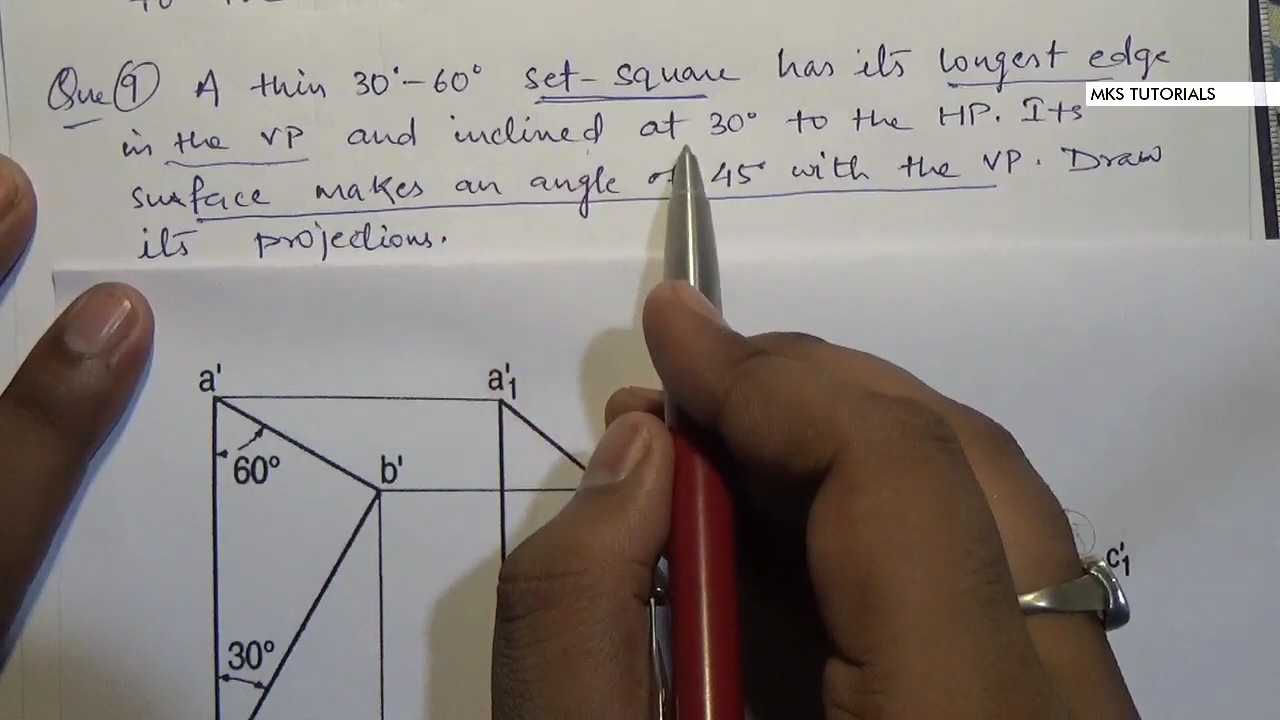 Que 9 A thin 30°-60° set-square has its longest edge
MKS TUTORIALS
in the VP and inclined at 30° to the HP. Its
surface makes an angle of 45° with the VP. Draw
its projections.
a'
a'1
60°
b'
c'1
30°